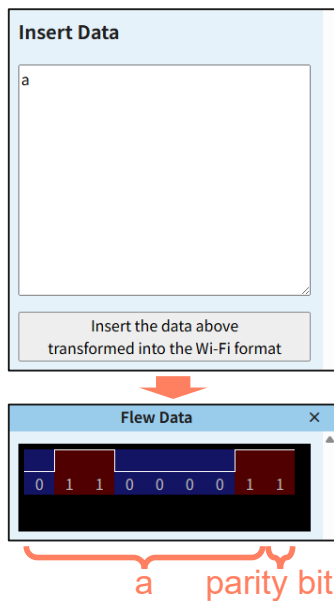 Insert Data
a
Insert the data above
transformed into the Wi-Fi format
Flew Data ×
0 1 1 0 0 0 0 1 1
a parity bit